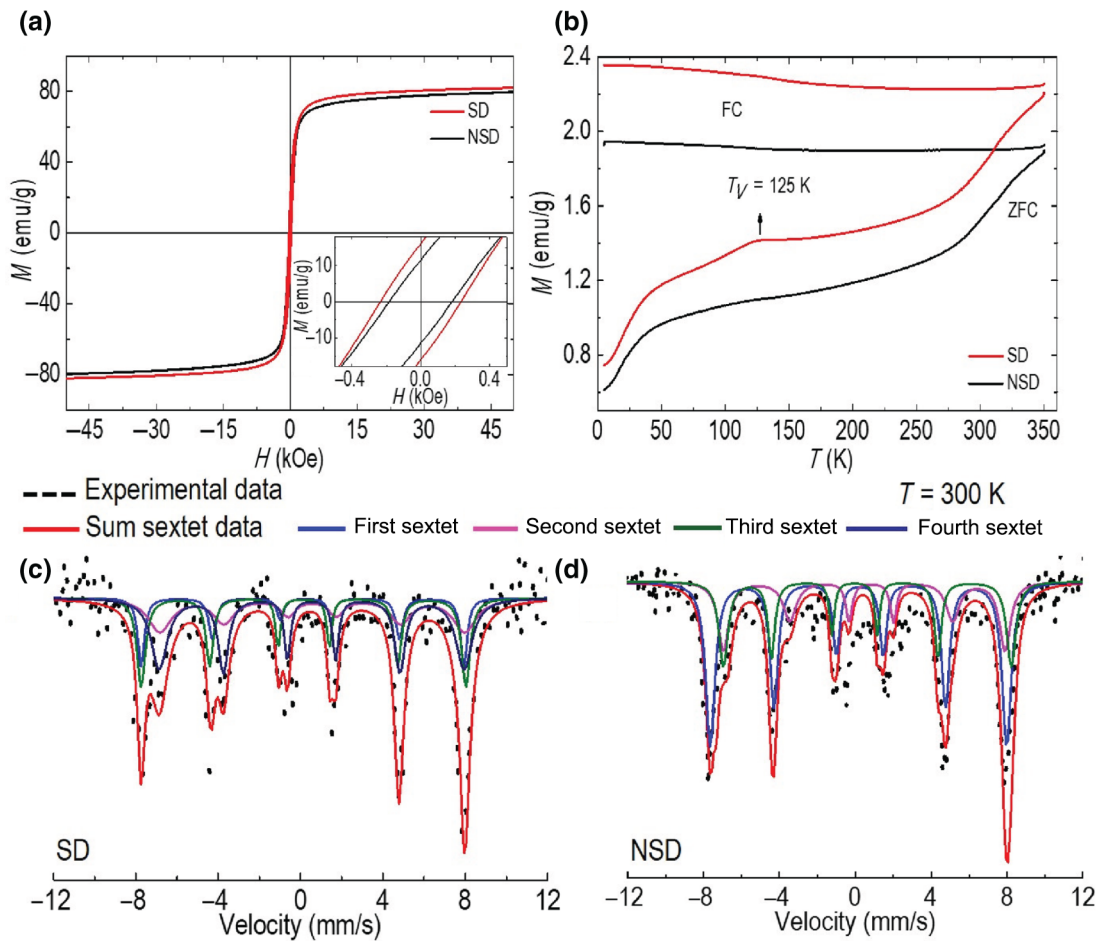 (a)
80
40
0
−40
−80
M (emu/g)
SD
NSD
10
0
−10
M (emu/g)
−0.4 0.0 0.4
H (kOe)
−45 −30 −15 0 15 30 45
H (kOe)
(b)
2.4
2.0
1.6
1.2
0.8
M (emu/g)
FC
TV = 125 K
ZFC
SD
NSD
0 50 100 150 200 250 300 350
T (K)
Experimental data
T = 300 K
Sum sextet data First sextet Second sextet Third sextet Fourth sextet
(c)
SD
−12 −8 −4 0 4 8 12
Velocity (mm/s)
(d)
NSD
−12 −8 −4 0 4 8 12
Velocity (mm/s)